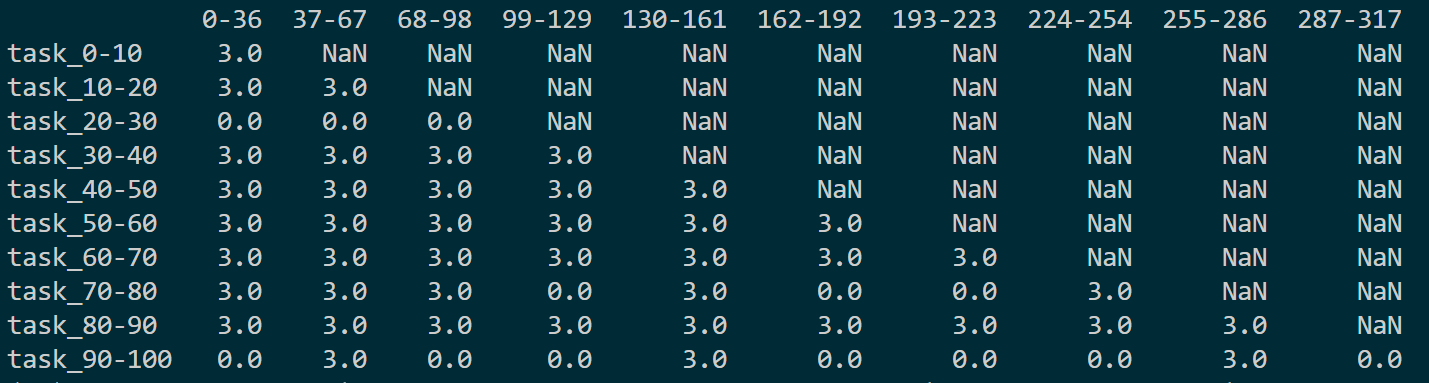 0-36 37-67 68-98 99-129 130-161 162-192 193-223 224-254 255-286 287-317
task_0-10 3.0 NaN NaN NaN NaN NaN NaN NaN NaN NaN
task_10-20 3.0 3.0 NaN NaN NaN NaN NaN NaN NaN NaN
task_20-30 0.0 0.0 0.0 NaN NaN NaN NaN NaN NaN NaN
task_30-40 3.0 3.0 3.0 3.0 NaN NaN NaN NaN NaN NaN
task_40-50 3.0 3.0 3.0 3.0 3.0 NaN NaN NaN NaN NaN
task_50-60 3.0 3.0 3.0 3.0 3.0 3.0 NaN NaN NaN NaN
task_60-70 3.0 3.0 3.0 3.0 3.0 3.0 3.0 NaN NaN NaN
task_70-80 3.0 3.0 3.0 0.0 3.0 0.0 0.0 3.0 NaN NaN
task_80-90 3.0 3.0 3.0 3.0 3.0 3.0 3.0 3.0 3.0 NaN
task_90-100 0.0 3.0 0.0 0.0 3.0 0.0 0.0 0.0 3.0 0.0